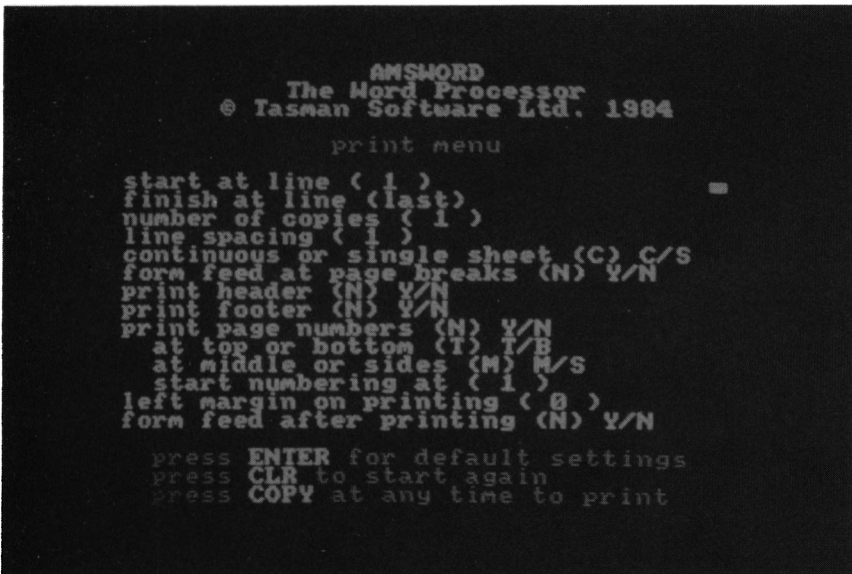 AMSWORD
The Word Processor
© Tasman Software Ltd. 1984
print menu
start at line ( 1 )
finish at line (last)
number of copies ( 1 )
line spacing ( 1 )
continuous or single sheet (C) C/S
form feed at page breaks (N) Y/N
print header (N) Y/N
print footer (N) Y/N
print page numbers (N) Y/N
at top or bottom (T) T/B
at middle or sides (M) M/S
start numbering at ( 1 )
left margin on printing ( 0 )
form feed after printing (N) Y/N
press ENTER for default settings
press CLR to start again
press COPY at any time to print